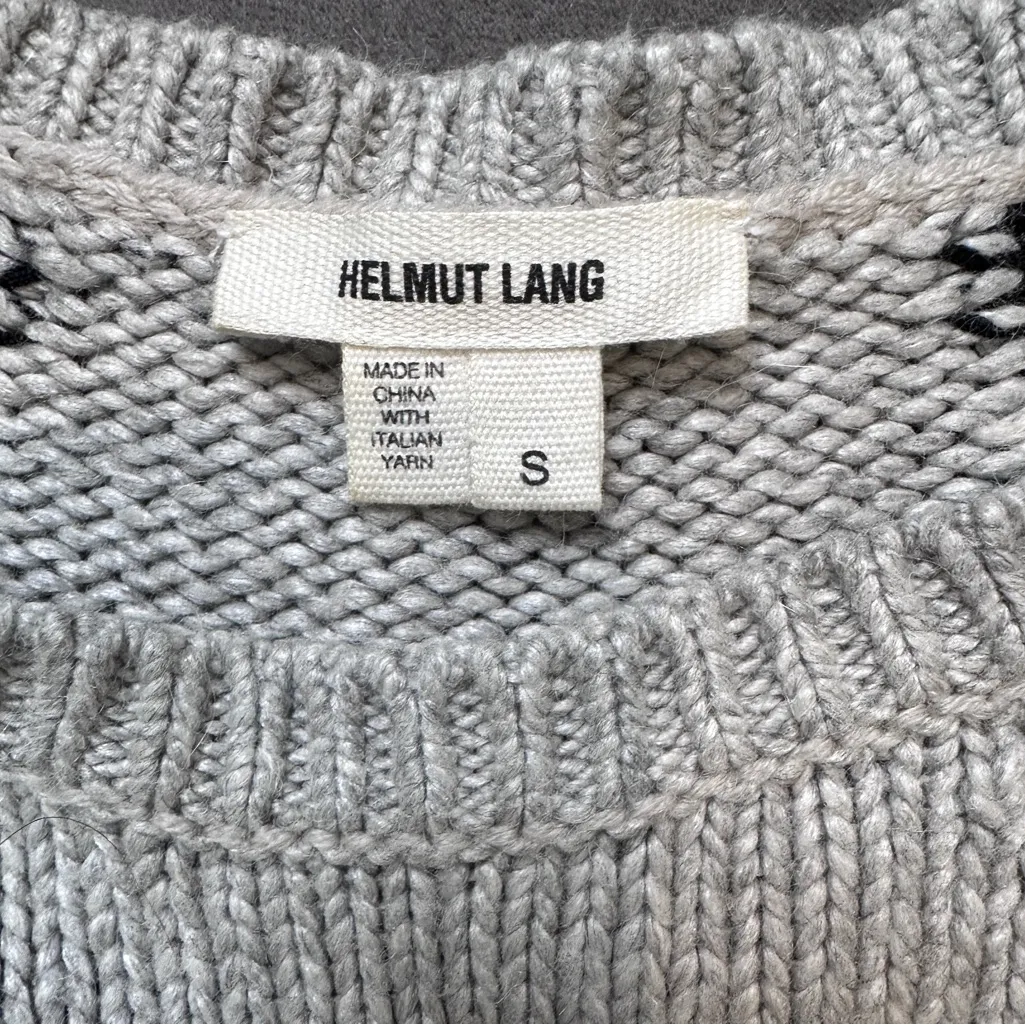 HELMUT LANG
MADE IN
CHINA
WITH
ITALIAN
YARN
S